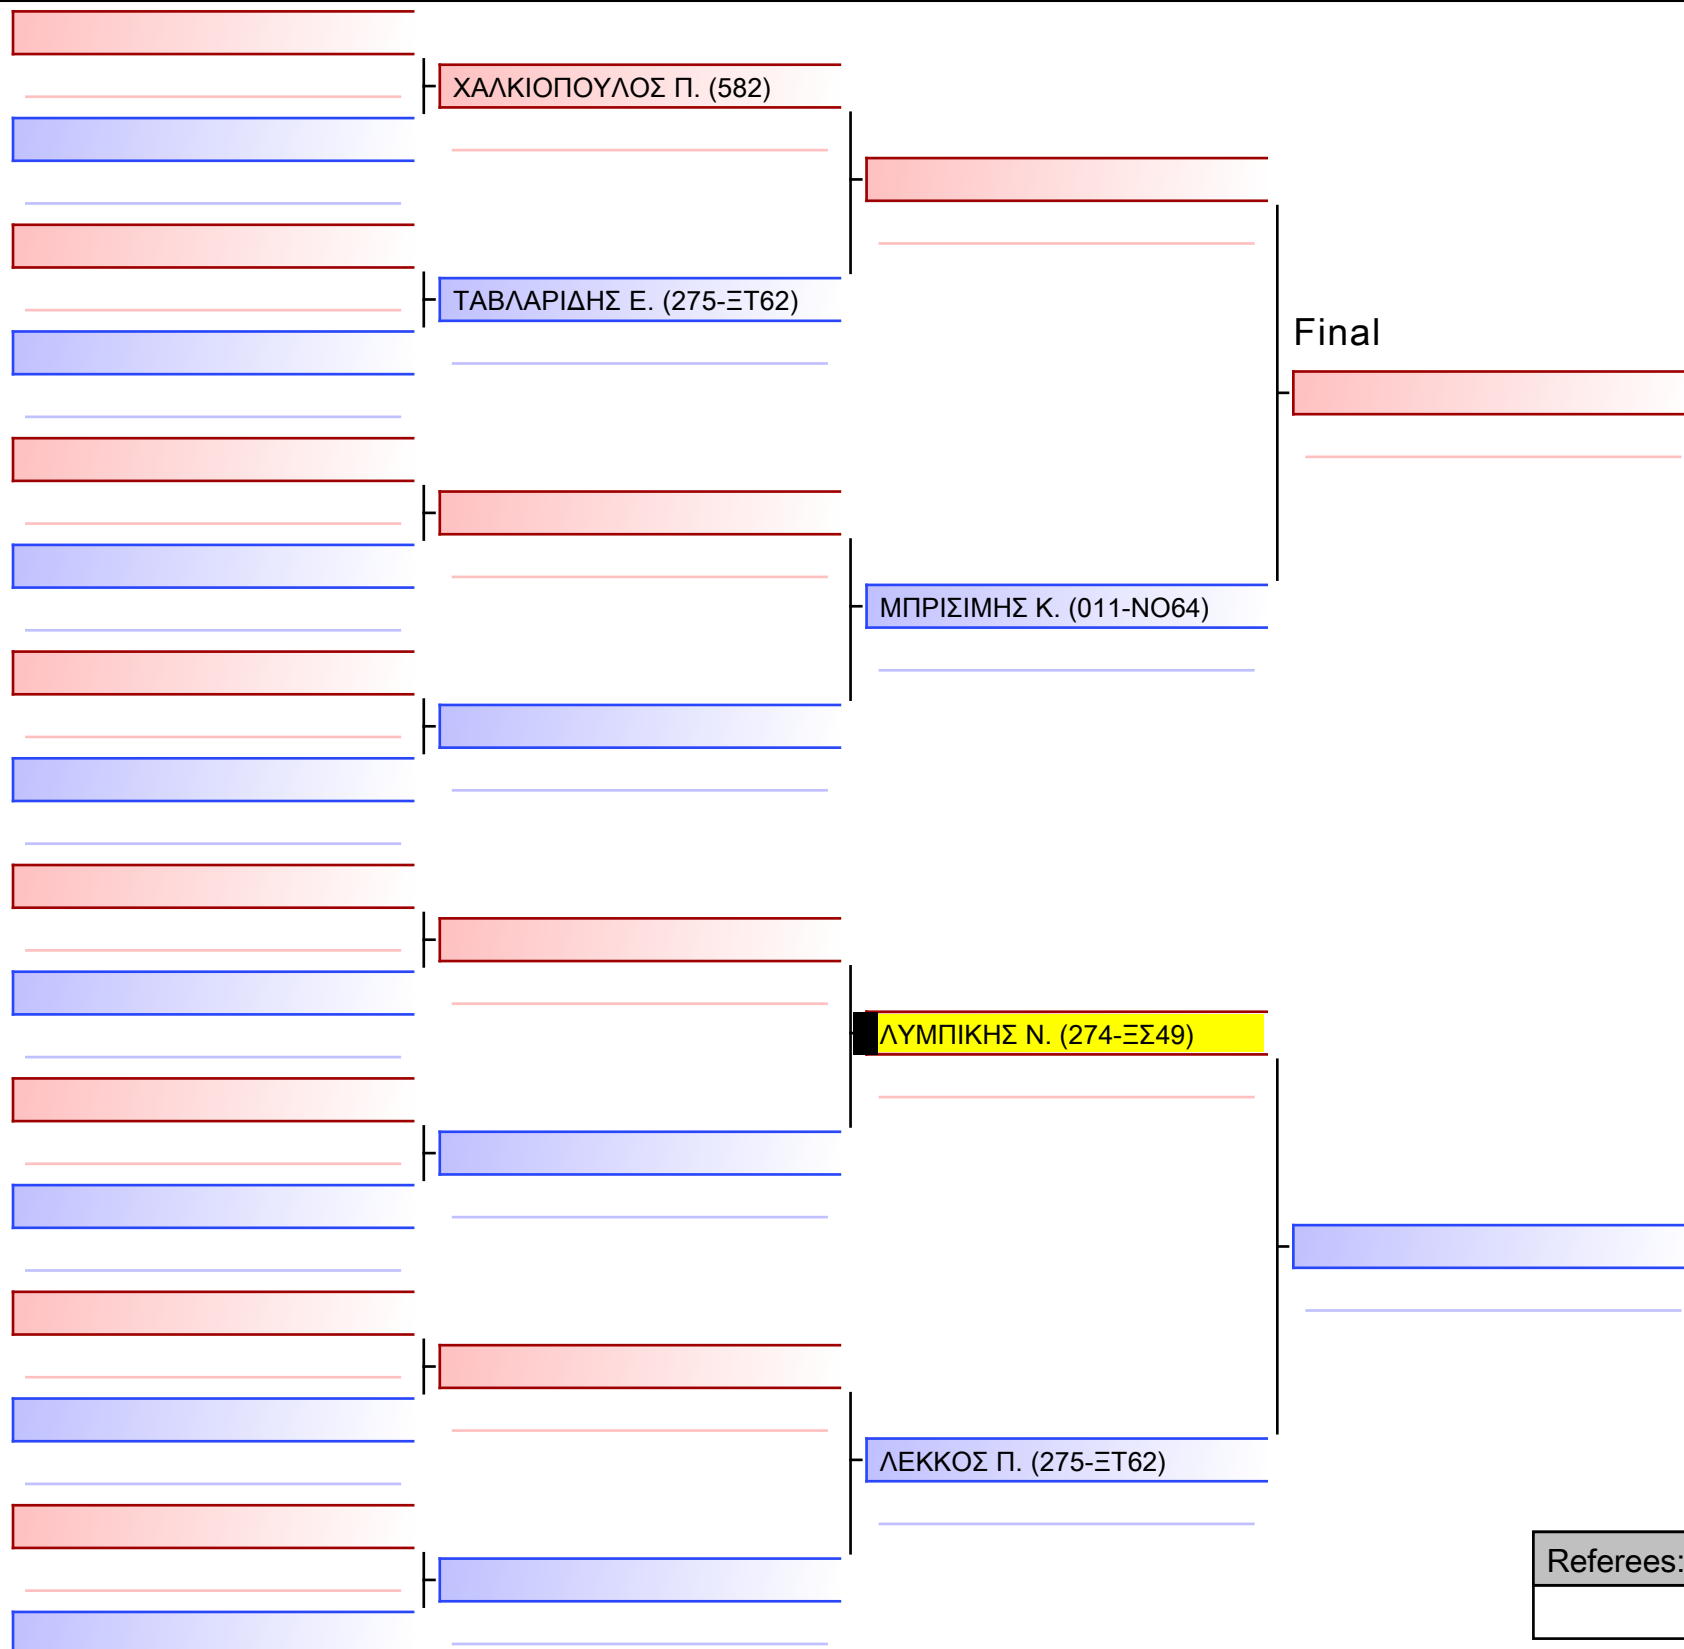 ΧΑΛΚΙΟΠΟΥΛΟΣ Π. (582)
ΤΑΒΛΑΡΙΔΗΣ Ε. (275-ΞΤ62)
Final
ΜΠΡΙΣΙΜΗΣ Κ. (011-ΝΟ64)
ΛΥΜΠΙΚΗΣ Ν. (274-ΞΣ49)
ΛΕΚΚΟΣ Π. (275-ΞΤ62)
Referees: